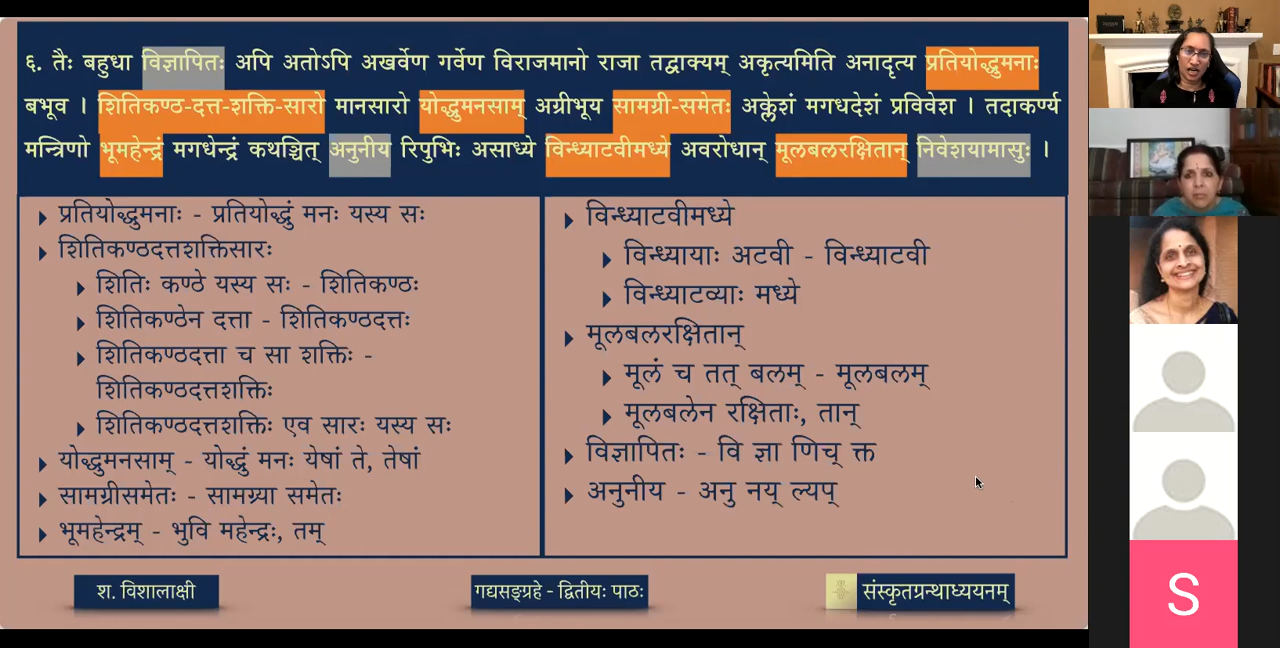 ६. तैः बहुधा विज्ञापितः अपि अतोऽपि अखर्वेण गर्वेण विराजमानो राजा तद्वाक्यम् अकृत्यमिति अनादृत्य प्रतियोद्धुमनाः
बभूव । शितिकण्ठ-दत्त-शक्ति-सारो मानसारो योद्धुमनसाम् अग्रीभूय सामग्री-समेतः अक्लेशं मगधदेशं प्रविवेश । तदाकर्ण्य
मन्त्रिणो भूमहेन्द्रं मगधेन्द्रं कथञ्चित् अनुनीय रिपुभिः असाध्ये विन्ध्याटवीमध्ये अवरोधान् मूलबलरक्षितान् निवेशयामासुः ।
प्रतियोद्धुमनाः - प्रतियोद्धुं मनः यस्य सः
शितिकण्ठदत्तशक्तिसारः
शितिः कण्ठे यस्य सः - शितिकण्ठः
शितिकण्ठेन दत्ता - शितिकण्ठदत्तः
शितिकण्ठदत्ता च सा शक्तिः -
शितिकण्ठदत्तशक्तिः
शितिकण्ठदत्तशक्तिः एव सारः यस्य सः
योद्धुमनसाम् - योद्धुं मनः येषां ते, तेषां
सामग्रीसमेतः - सामग्र्या समेतः
भूमहेन्द्रम् - भुवि महेन्द्रः, तम्
विन्ध्याटवीमध्ये
विन्ध्यायाः अटवी - विन्ध्याटवी
विन्ध्याटव्याः मध्ये
मूलबलरक्षितान्
मूलं च तत् बलम् - मूलबलम्
मूलबलेन रक्षिताः, तान्
विज्ञापितः - वि ज्ञा णिच् क्त
अनुनीय - अनु नय् ल्यप्
श. विशालाक्षी
गद्यसङ्ग्रहे - द्वितीयः पाठः
संस्कृतग्रन्थाध्ययनम्
S